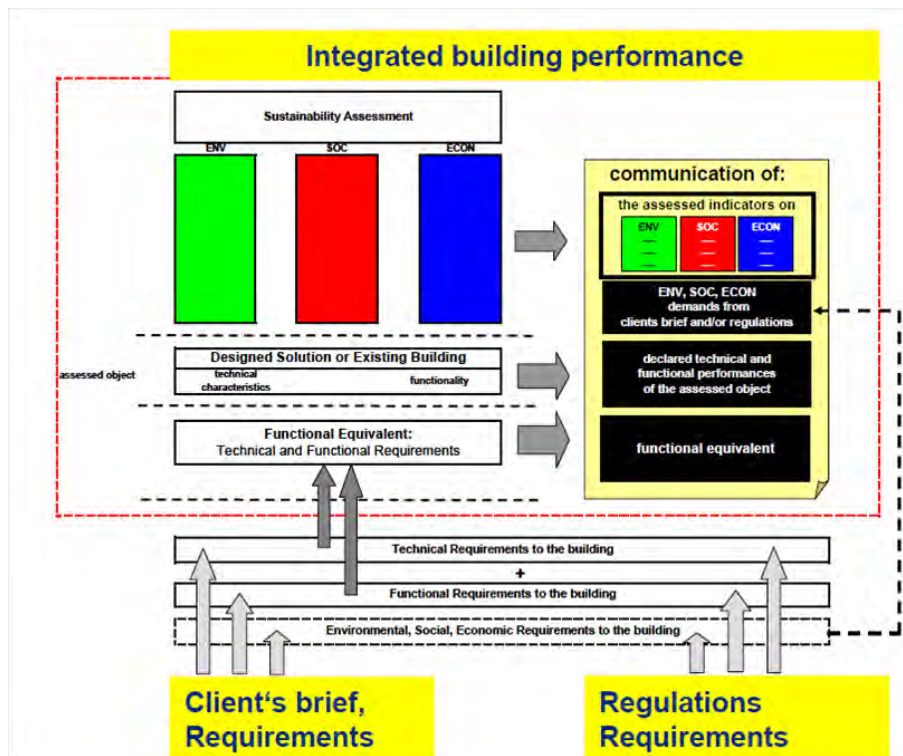 Integrated building performance
Sustainability Assessment
ENV
SOC
ECON
communication of:
the assessed indicators on
ENV
SOC
ECON
ENV, SOC, ECON
demands from
clients brief and/or regulations
assessed object
Designed Solution or Existing Building
technical
characteristics
functionality
declared technical and
functional performances
of the assessed object
Functional Equivalent:
Technical and Functional Requirements
functional equivalent
Technical Requirements to the building
+
Functional Requirements to the building
Environmental, Social, Economic Requirements to the building
Client‘s brief,
Requirements
Regulations
Requirements